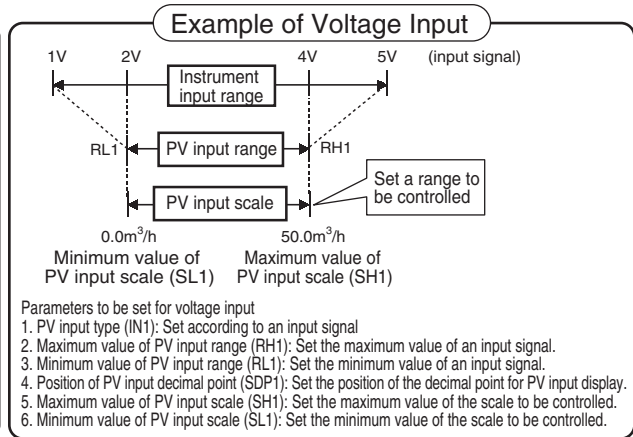 Example of Voltage Input
1V 2V 4V 5V (input signal)
Instrument
input range
RL1 PV input range RH1
PV input scale
Set a range to
be controlled
0.0m³/h 50.0m³/h
Minimum value of
PV input scale (SL1)
Maximum value of
PV input scale (SH1)
Parameters to be set for voltage input
1. PV input type (IN1): Set according to an input signal
2. Maximum value of PV input range (RH1): Set the maximum value of an input signal.
3. Minimum value of PV input range (RL1): Set the minimum value of an input signal.
4. Position of PV input decimal point (SDP1): Set the position of the decimal point for PV input display.
5. Maximum value of PV input scale (SH1): Set the maximum value of the scale to be controlled.
6. Minimum value of PV input scale (SL1): Set the minimum value of the scale to be controlled.